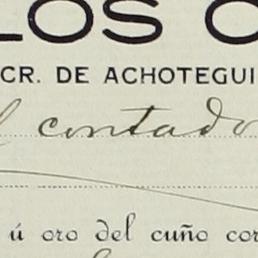 LOS
CR. DE ACHOTEGUI
al contado
ú oro del cuño cor